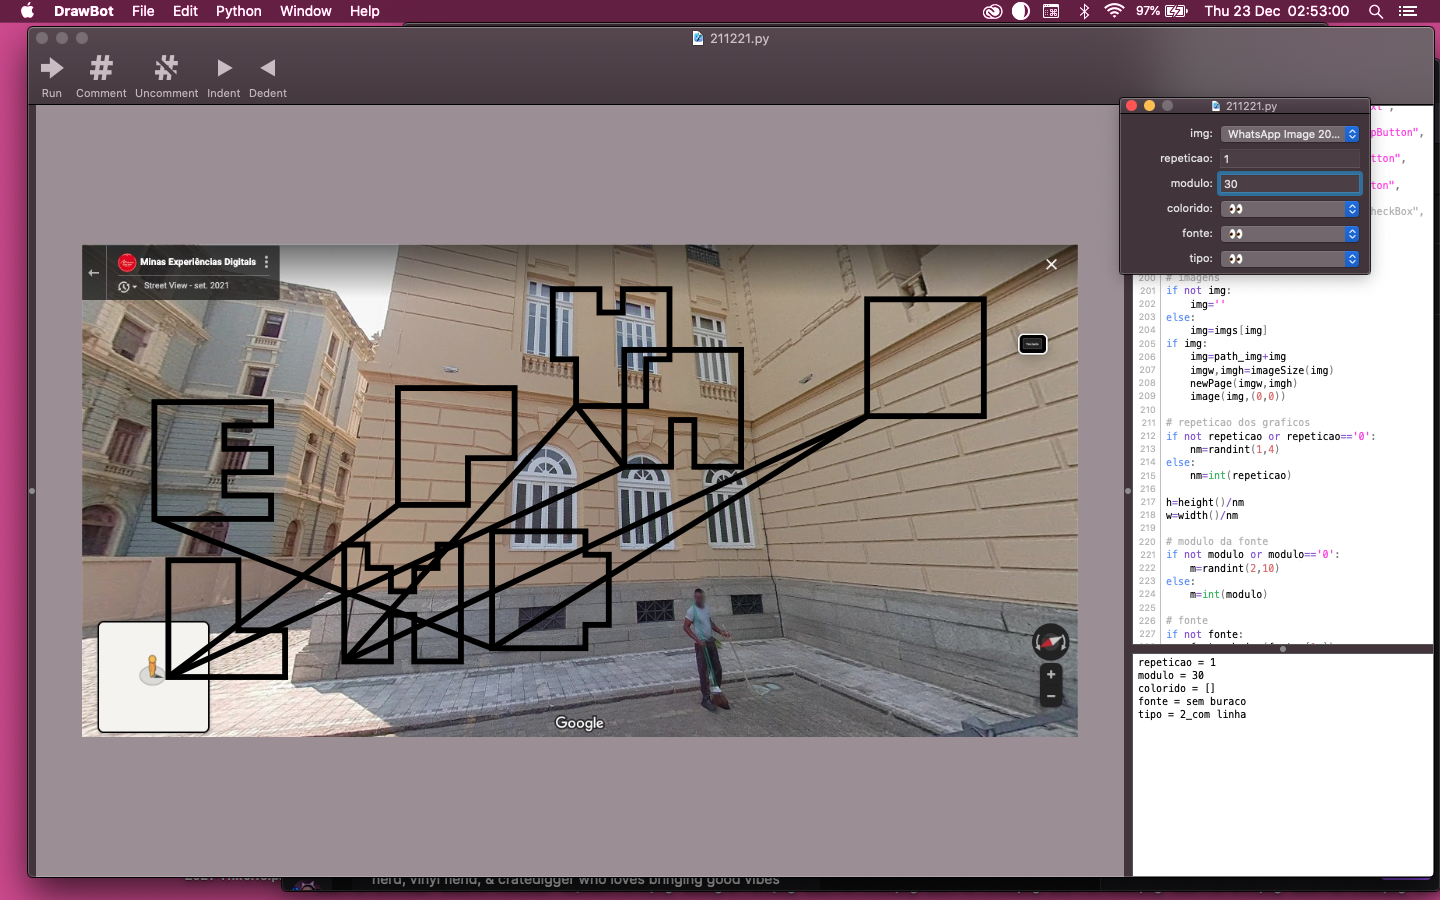 DrawBot File Edit Python Window Help
97% Thu 23 Dec 02:53:00
211221.py
Run Comment Uncomment Indent Dedent
211221.py
img: WhatsApp Image 20...
repeticao: 1
modulo: 30
colorido: 👀
fonte: 👀
tipo: 👀
pButton",
tton",
ton",
heckBox",
Minas Experiências Digitais
Street View - set. 2021
E
Google
200 # imagens
201 if not img:
202 img=''
203 else:
204 img=imgs[img]
205 if img:
206 img=path_img+img
207 imgw,imgh=imageSize(img)
208 newPage(imgw,imgh)
209 image(img,(0,0))
210
211 # repeticao dos graficos
212 if not repeticao or repeticao=='0':
213 nm=randint(1,4)
214 else:
215 nm=int(repeticao)
216
217 h=height()/nm
218 w=width()/nm
219
220 # modulo da fonte
221 if not modulo or modulo=='0':
222 m=randint(2,10)
223 else:
224 m=int(modulo)
225
226 # fonte
227 if not fonte:
repeticao = 1
modulo = 30
colorido = []
fonte = sem buraco
tipo = 2_com linha
nerd, vinyl fiend, & cratedigger who loves bringing good vibes